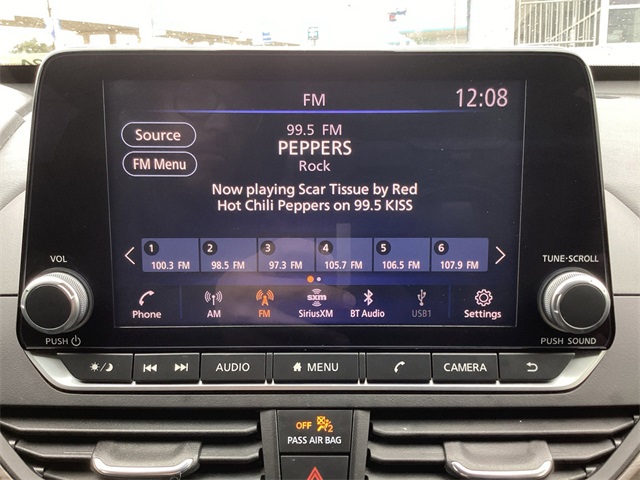 FM 12:08
Source
99.5 FM
PEPPERS
FM Menu
Rock
Now playing Scar Tissue by Red
Hot Chili Peppers on 99.5 KISS
1 2 3 4 5 6
100.3 FM 98.5 FM 97.3 FM 105.7 FM 106.5 FM 107.9 FM
VOL TUNE·SCROLL
sxm
Phone AM FM SiriusXM BT Audio USB1 Settings
PUSH PUSH SOUND
AUDIO MENU CAMERA
OFF 2
PASS AIR BAG